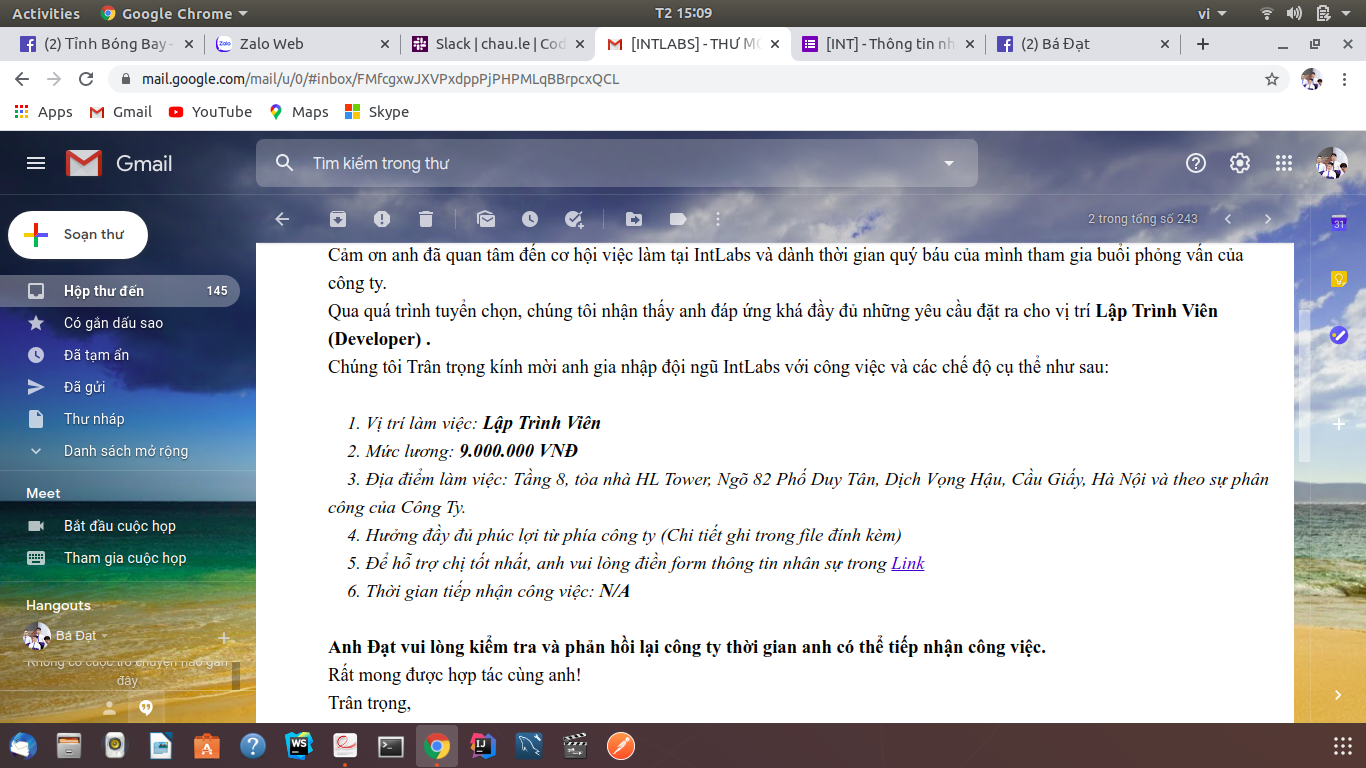 Activities Google Chrome T2 15:09 vi
(2) Tỉnh Bóng Bay - Zalo Web Slack | chau.le | Cod [INTLABS] - THƯ MỜ [INT] - Thông tin nh (2) Bá Đạt
mail.google.com/mail/u/0/#inbox/FMfcgxwJXVPxdppPjPHPMLqBBrpcxQCL
Apps Gmail YouTube Maps Skype
Gmail Tìm kiếm trong thư
Soạn thư 2 trong tổng số 243
31
Hộp thư đến 145
Có gắn dấu sao
Đã tạm ẩn
Đã gửi
Thư nháp
Danh sách mở rộng
Meet
Bắt đầu cuộc họp
Tham gia cuộc họp
Hangouts
Bá Đạt
Không có cuộc trò chuyện nào gần
đây
Cảm ơn anh đã quan tâm đến cơ hội việc làm tại IntLabs và dành thời gian quý báu của mình tham gia buổi phỏng vấn của
công ty.
Qua quá trình tuyển chọn, chúng tôi nhận thấy anh đáp ứng khá đầy đủ những yêu cầu đặt ra cho vị trí Lập Trình Viên
(Developer) .
Chúng tôi Trân trọng kính mời anh gia nhập đội ngũ IntLabs với công việc và các chế độ cụ thể như sau:
1. Vị trí làm việc: Lập Trình Viên
2. Mức lương: 9.000.000 VNĐ
3. Địa điểm làm việc: Tầng 8, tòa nhà HL Tower, Ngõ 82 Phố Duy Tân, Dịch Vọng Hậu, Cầu Giấy, Hà Nội và theo sự phân
công của Công Ty.
4. Hưởng đầy đủ phúc lợi từ phía công ty (Chi tiết ghi trong file đính kèm)
5. Để hỗ trợ chị tốt nhất, anh vui lòng điền form thông tin nhân sự trong Link
6. Thời gian tiếp nhận công việc: N/A
Anh Đạt vui lòng kiểm tra và phản hồi lại công ty thời gian anh có thể tiếp nhận công việc.
Rất mong được hợp tác cùng anh!
Trân trọng,
WS
IJ